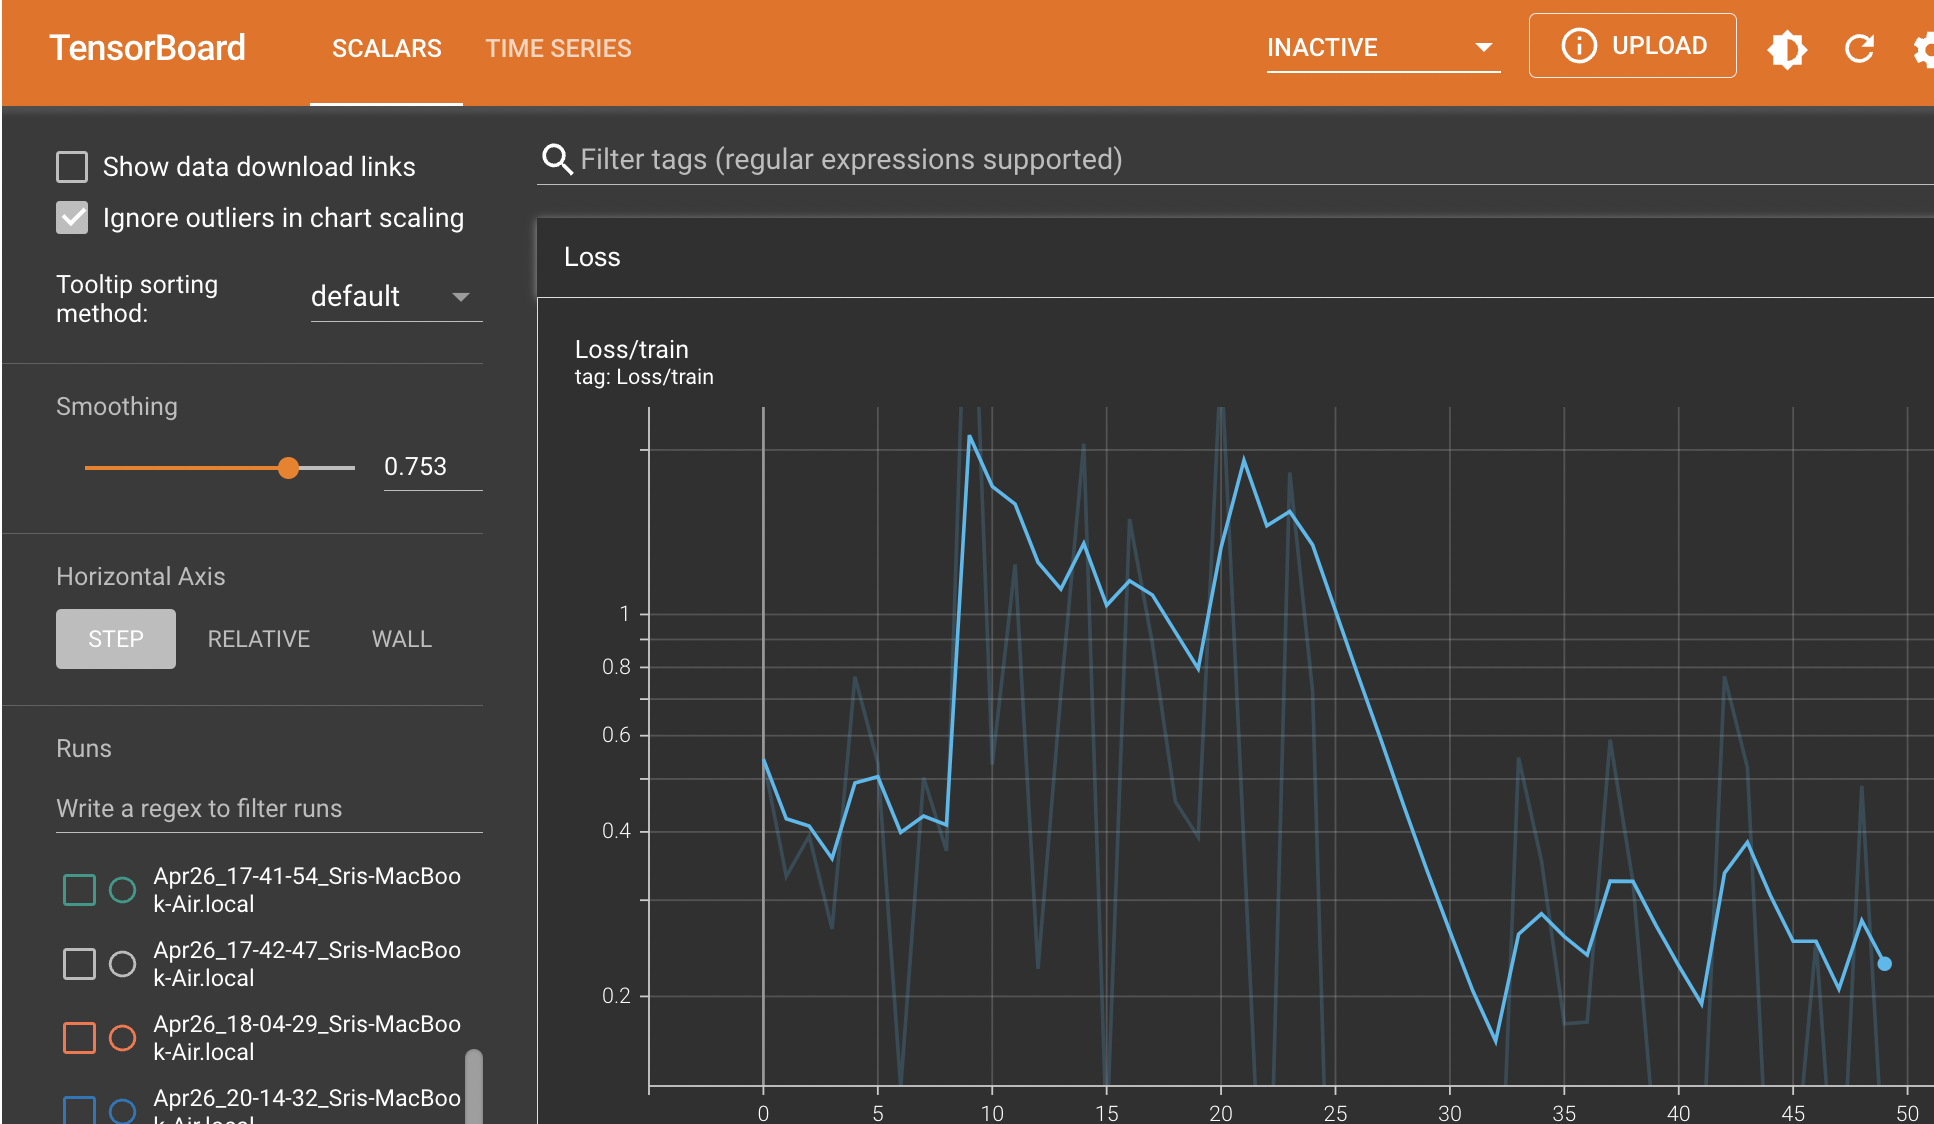 TensorBoard
SCALARS
TIME SERIES
INACTIVE
UPLOAD
Show data download links
Ignore outliers in chart scaling
Tooltip sorting
method:
default
Smoothing
0.753
Horizontal Axis
STEP
RELATIVE
WALL
Runs
Write a regex to filter runs
Apr26_17-41-54_Sris-MacBoo
k-Air.local
Apr26_17-42-47_Sris-MacBoo
k-Air.local
Apr26_18-04-29_Sris-MacBoo
k-Air.local
Apr26_20-14-32_Sris-MacBoo
k-Air.local
Filter tags (regular expressions supported)
Loss
Loss/train
tag: Loss/train
1
0.8
0.6
0.4
0.2
0 5 10 15 20 25 30 35 40 45 50